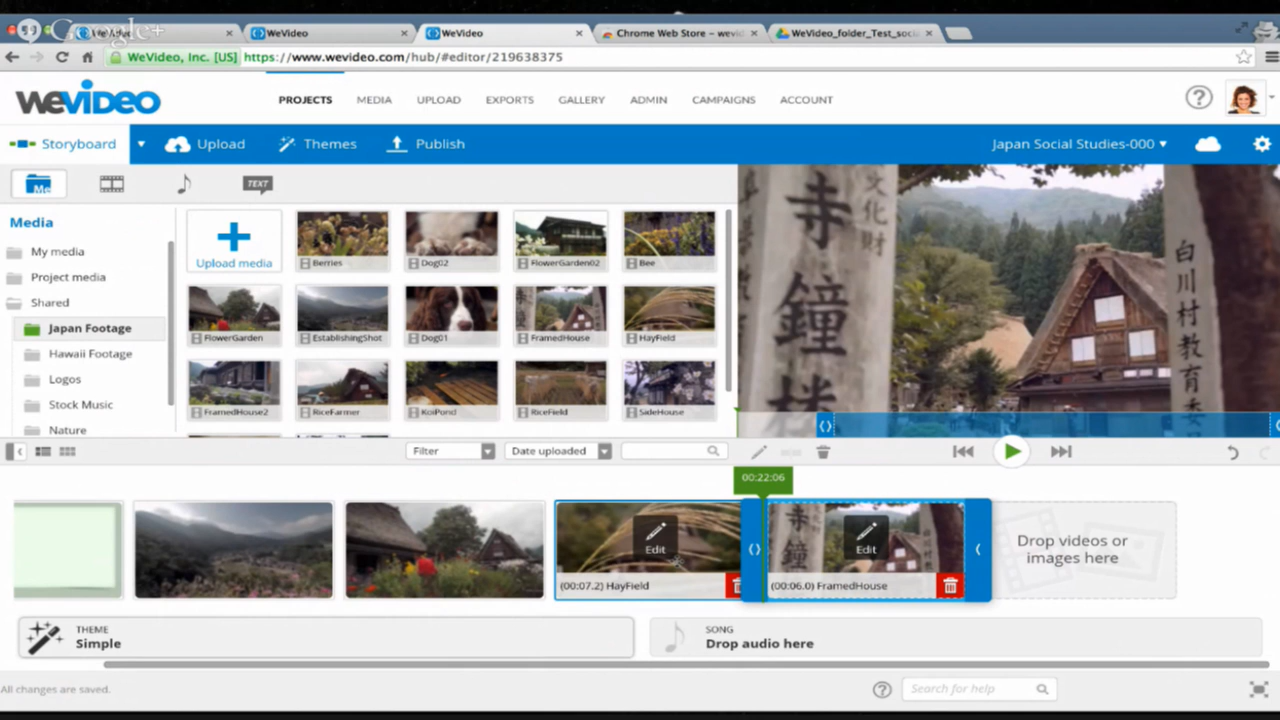 Google+
WeVideo
WeVideo
Chrome Web Store – wevid
WeVideo_folder_Test_soci
WeVideo, Inc. [US] https://www.wevideo.com/hub/#editor/219638375
WEVIDEO
PROJECTS MEDIA UPLOAD EXPORTS GALLERY ADMIN CAMPAIGNS ACCOUNT
Storyboard Upload Themes Publish Japan Social Studies-000
Me TEXT
Media
My media
Project media
Shared
Japan Footage
Hawaii Footage
Logos
Stock Music
Nature
Upload media
Berries Dog02 FlowerGarden02 Bee
FlowerGarden EstablishingShot Dog01 FramedHouse HayField
FramedHouse2 RiceFarmer KoiPond RiceField SideHouse
寺鐘楼
文化財
白川村教育委
Filter Date uploaded
00:22:06
Edit
(00:07.2) HayField
Edit
(00:06.0) FramedHouse
Drop videos or
images here
THEME
Simple
SONG
Drop audio here
All changes are saved.
Search for help